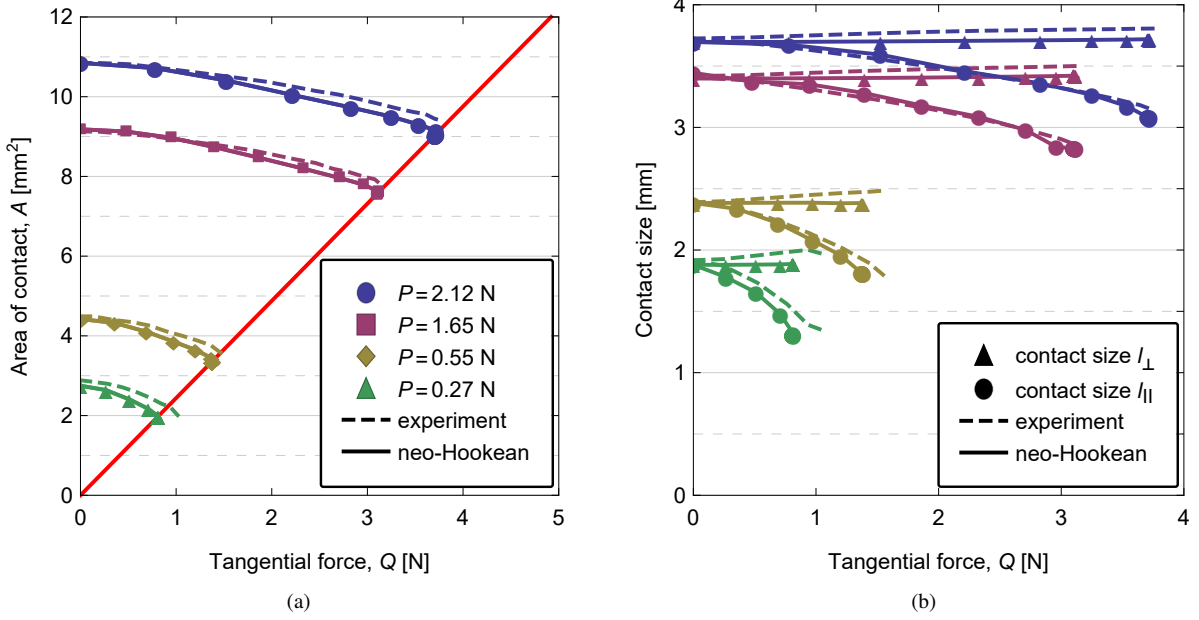 12
10
8
6
4
2
0
0
1
2
3
4
5
Area of contact, A [mm²]
Tangential force, Q [N]
P = 2.12 N
P = 1.65 N
P = 0.55 N
P = 0.27 N
experiment
neo-Hookean
(a)
4
3
2
1
0
0
1
2
3
4
Contact size [mm]
Tangential force, Q [N]
contact size l⊥
contact size l||
experiment
neo-Hookean
(b)